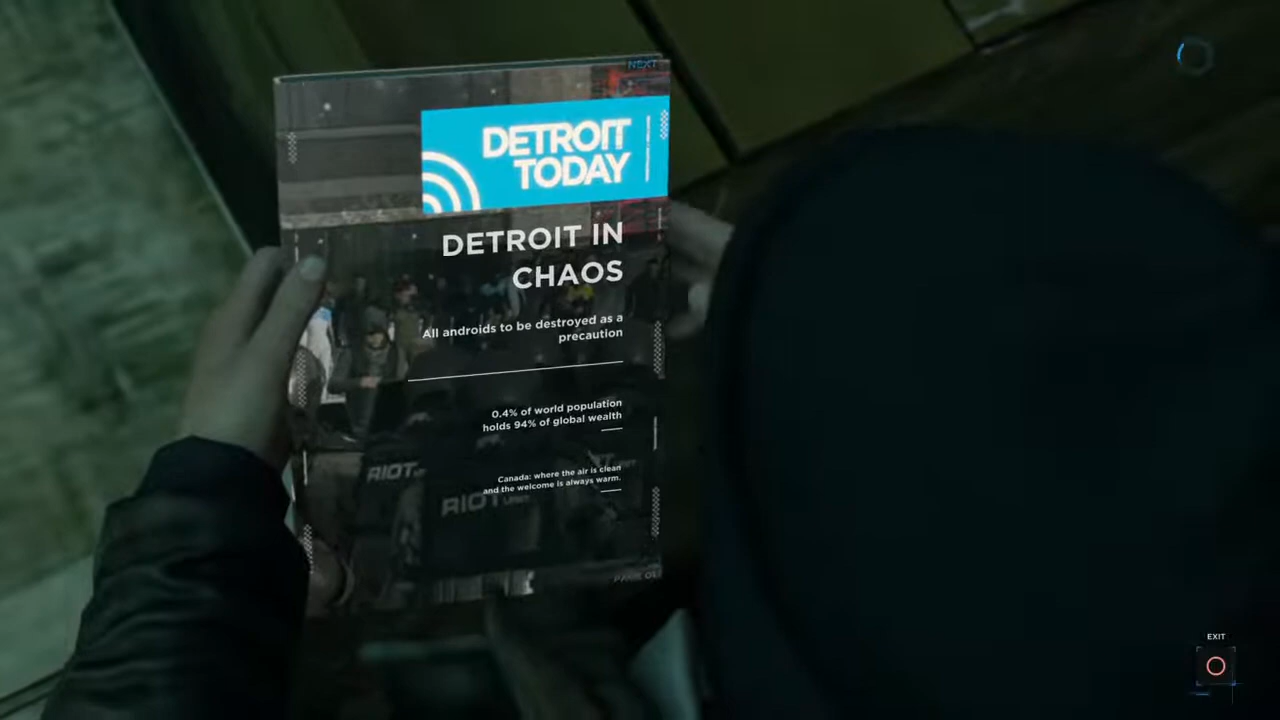 NEXT
DETROIT
TODAY
DETROIT IN
CHAOS
All androids to be destroyed as a
precaution
0.4% of world population
holds 94% of global wealth
Canada: where the air is clean
and the welcome is always warm.
RIOT
RIOT
EXIT